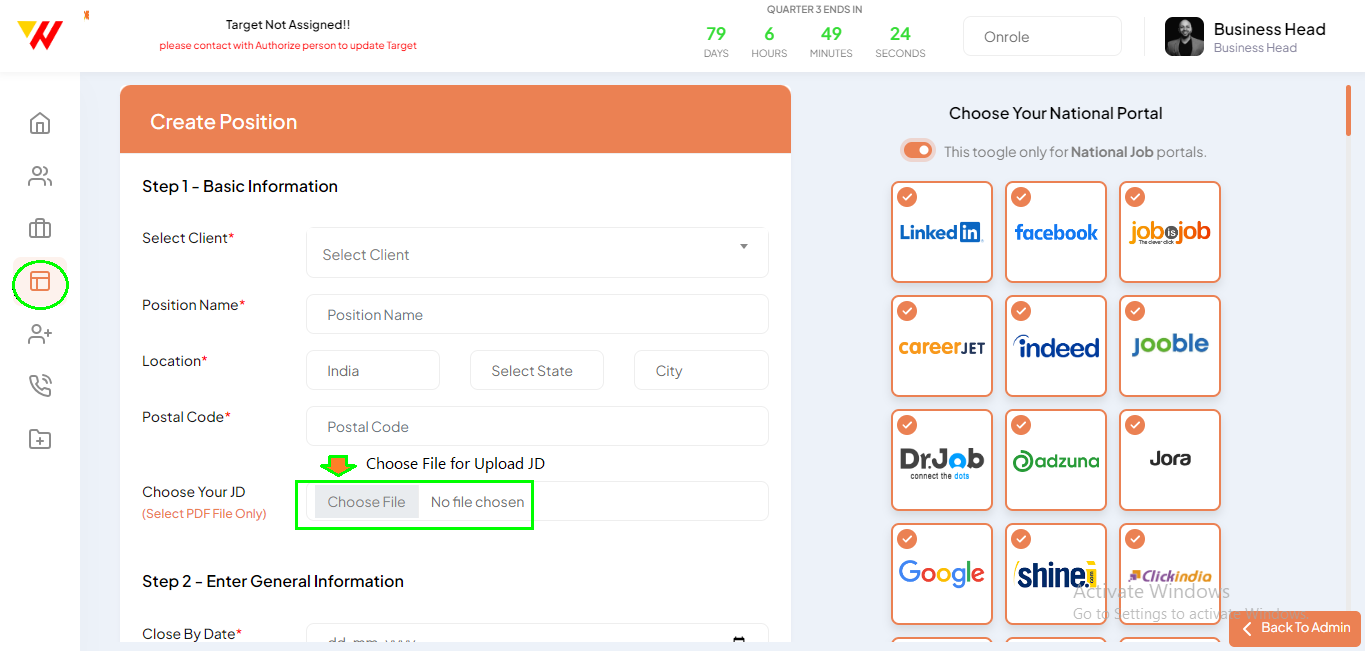 Target Not Assigned!!
please contact with Authorize person to update Target
QUARTER 3 ENDS IN
79 6 49 24
DAYS HOURS MINUTES SECONDS
Onrole
Business Head
Business Head
Create Position
Step 1 - Basic Information
Select Client*
Select Client
Position Name*
Position Name
Location*
India
Select State
City
Postal Code*
Postal Code
Choose File for Upload JD
Choose Your JD
(Select PDF File Only)
Choose File No file chosen
Step 2 - Enter General Information
Close By Date*
dd-mm-yyyy
Choose Your National Portal
This toogle only for National Job portals.
Linked in
facebook
job is job
The clever click
careerJET
indeed
jooble
Dr.Job
connect the dots
adzuna
Jora
Google
shine.com
Clickindia
Activate Windows
Go to Settings to activate Windows.
Back To Admin